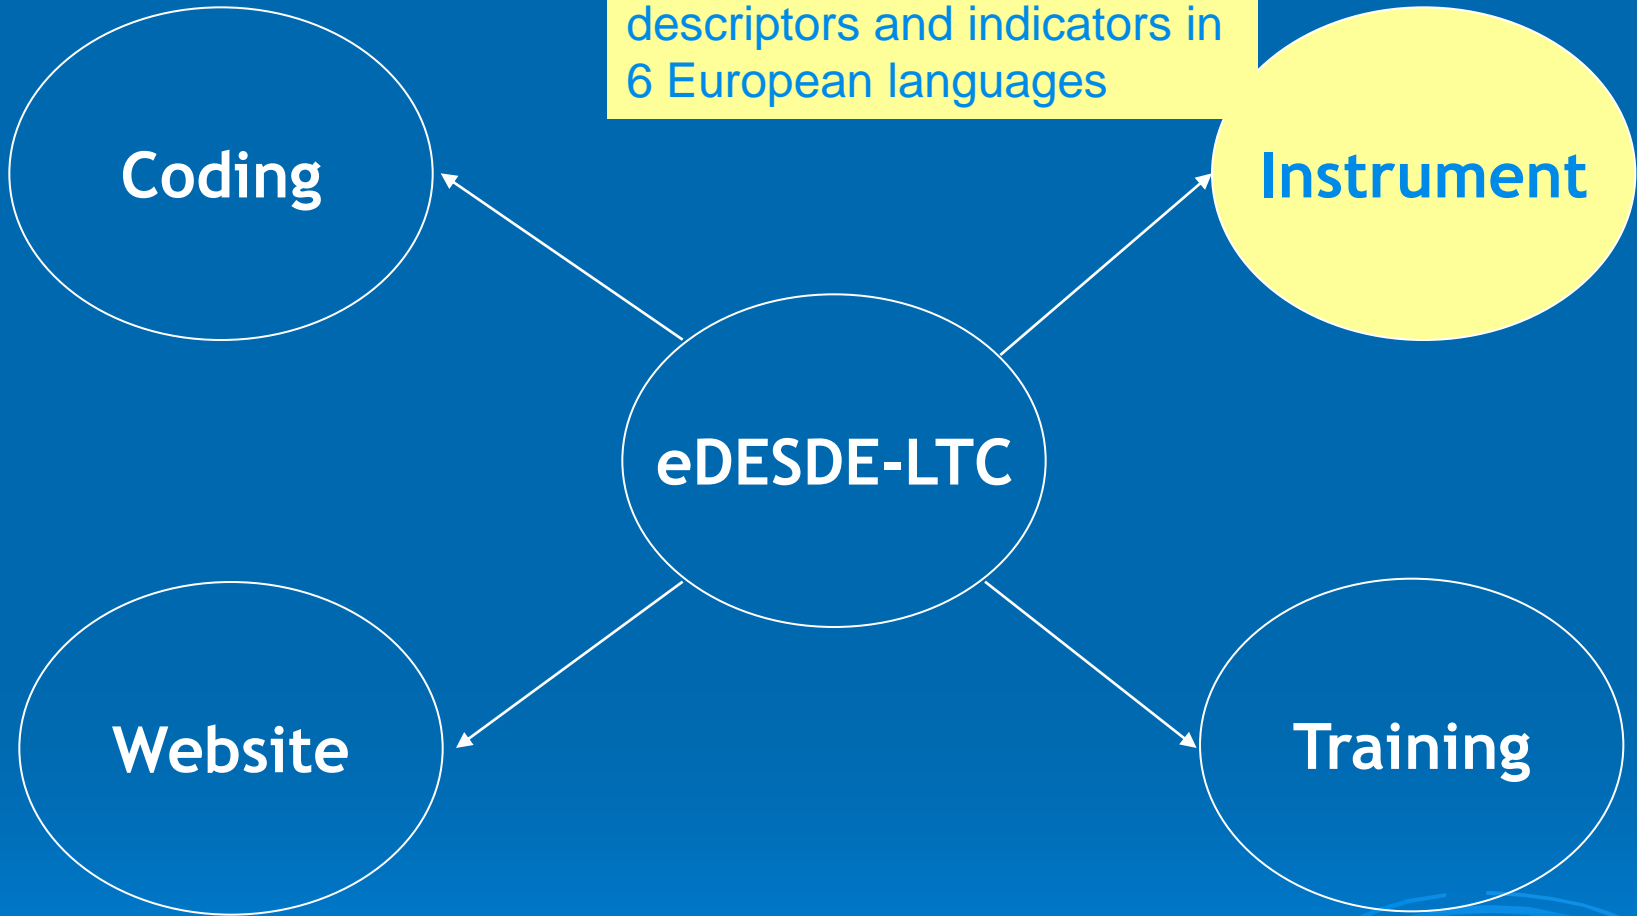 descriptors and indicators in
6 European languages
Coding
Instrument
eDESDE-LTC
Website
Training